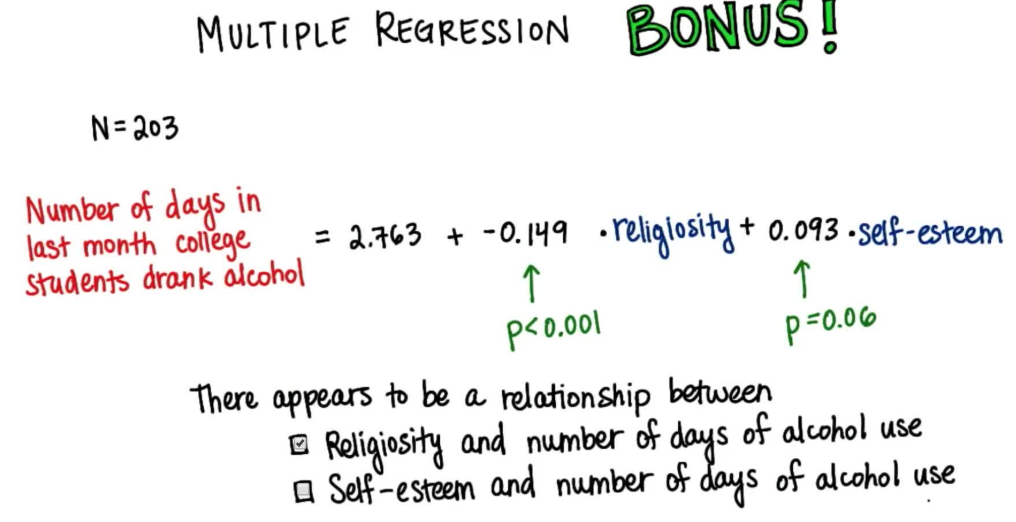 MULTIPLE REGRESSION BONUS!
N=203
Number of days in
last month college
students drank alcohol
= 2.763 + -0.149 · religiosity + 0.093 · self-esteem
p<0.001
p=0.06
There appears to be a relationship between
Religiosity and number of days of alcohol use
Self-esteem and number of days of alcohol use